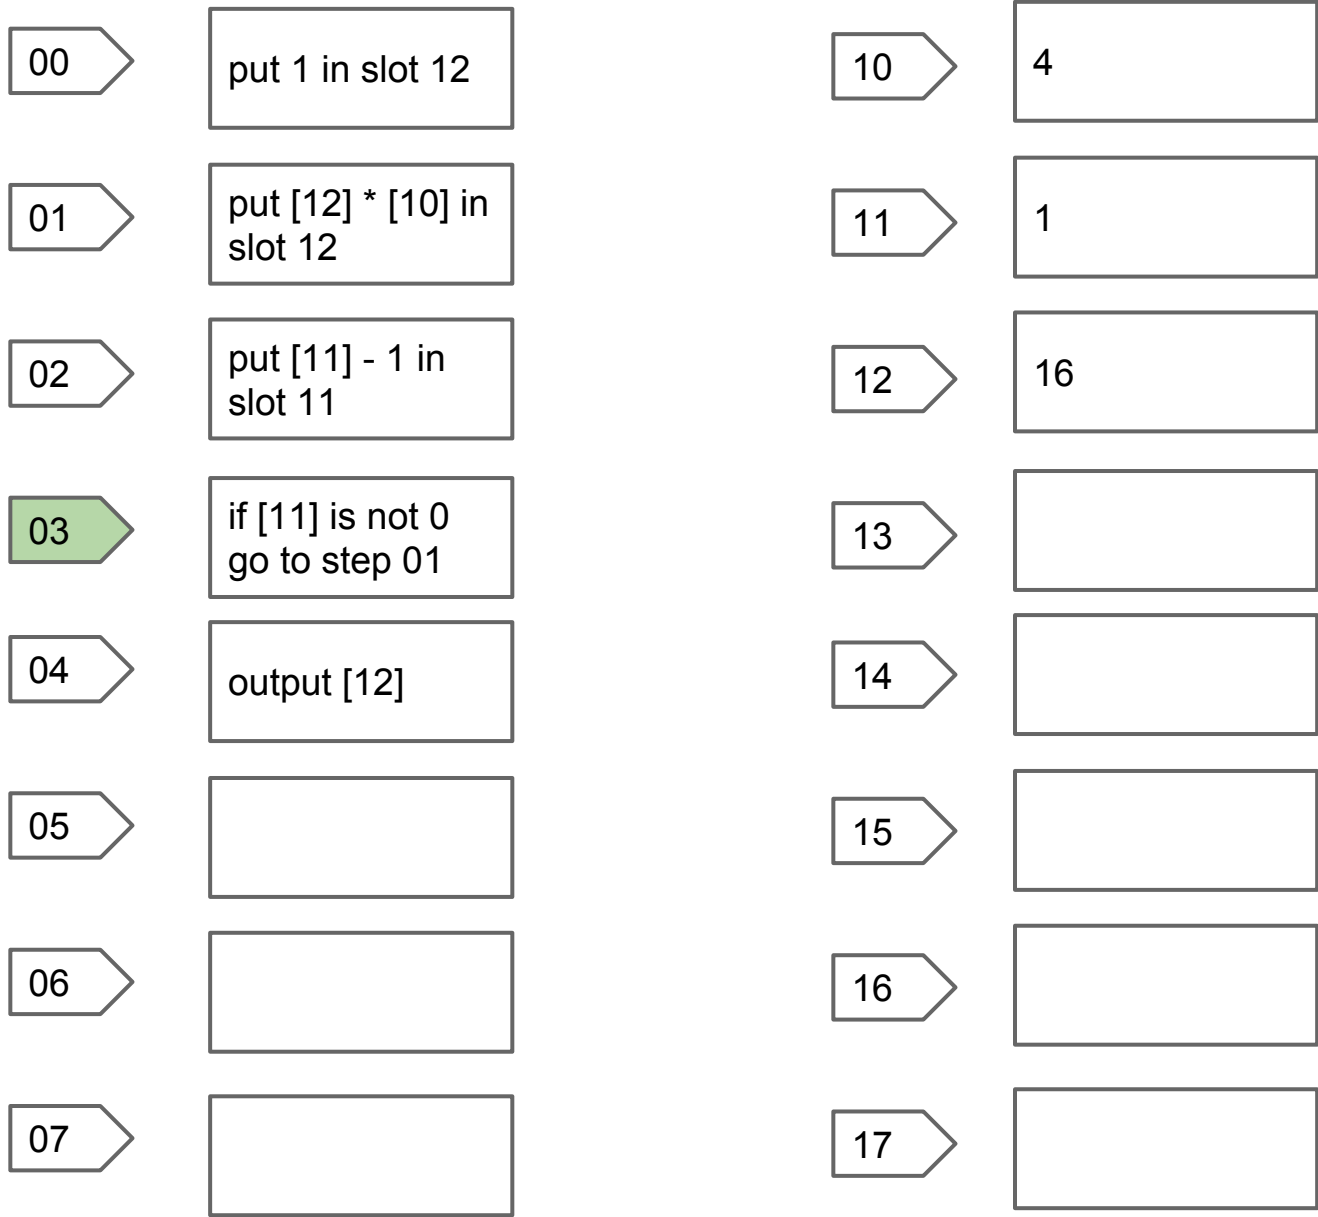 00
put 1 in slot 12
01
put [12] * [10] in
slot 12
02
put [11] - 1 in
slot 11
03
if [11] is not 0
go to step 01
04
output [12]
05
06
07
10
4
11
1
12
16
13
14
15
16
17